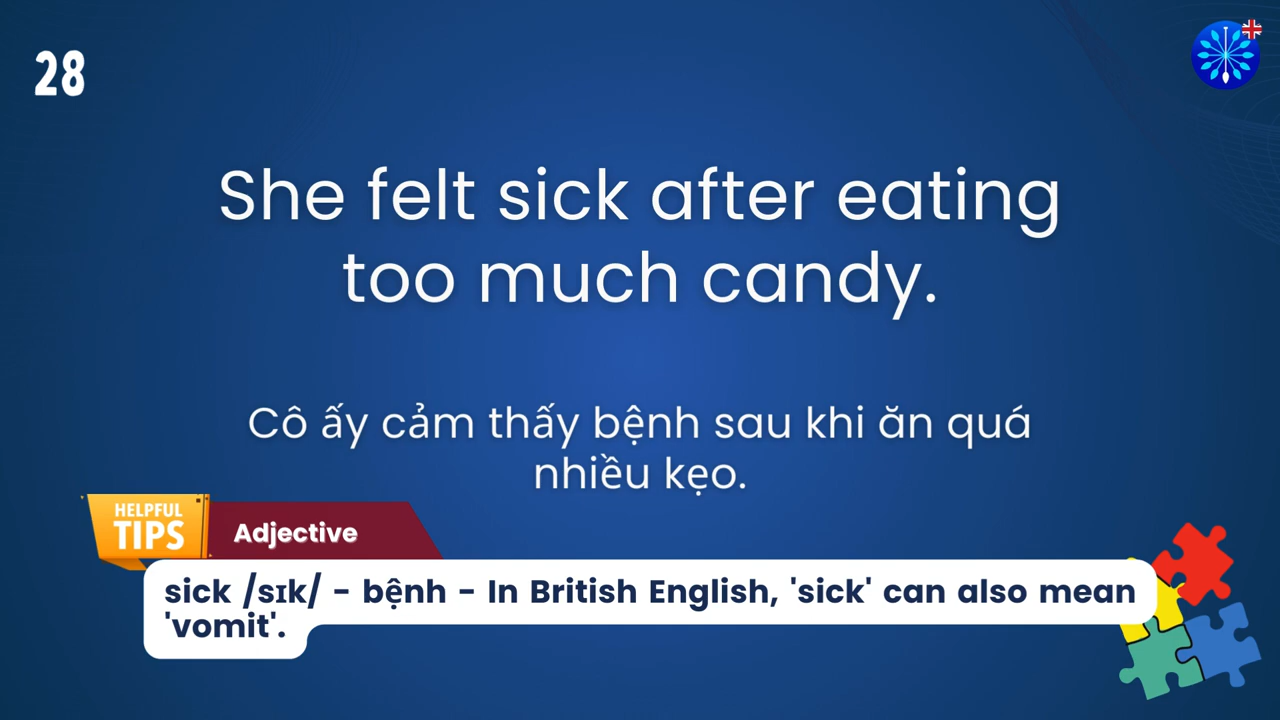 28
She felt sick after eating
too much candy.
Cô ấy cảm thấy bệnh sau khi ăn quá
nhiều kẹo.
HELPFUL
TIPS
Adjective
sick /sɪk/ - bệnh - In British English, 'sick' can also mean
'vomit'.